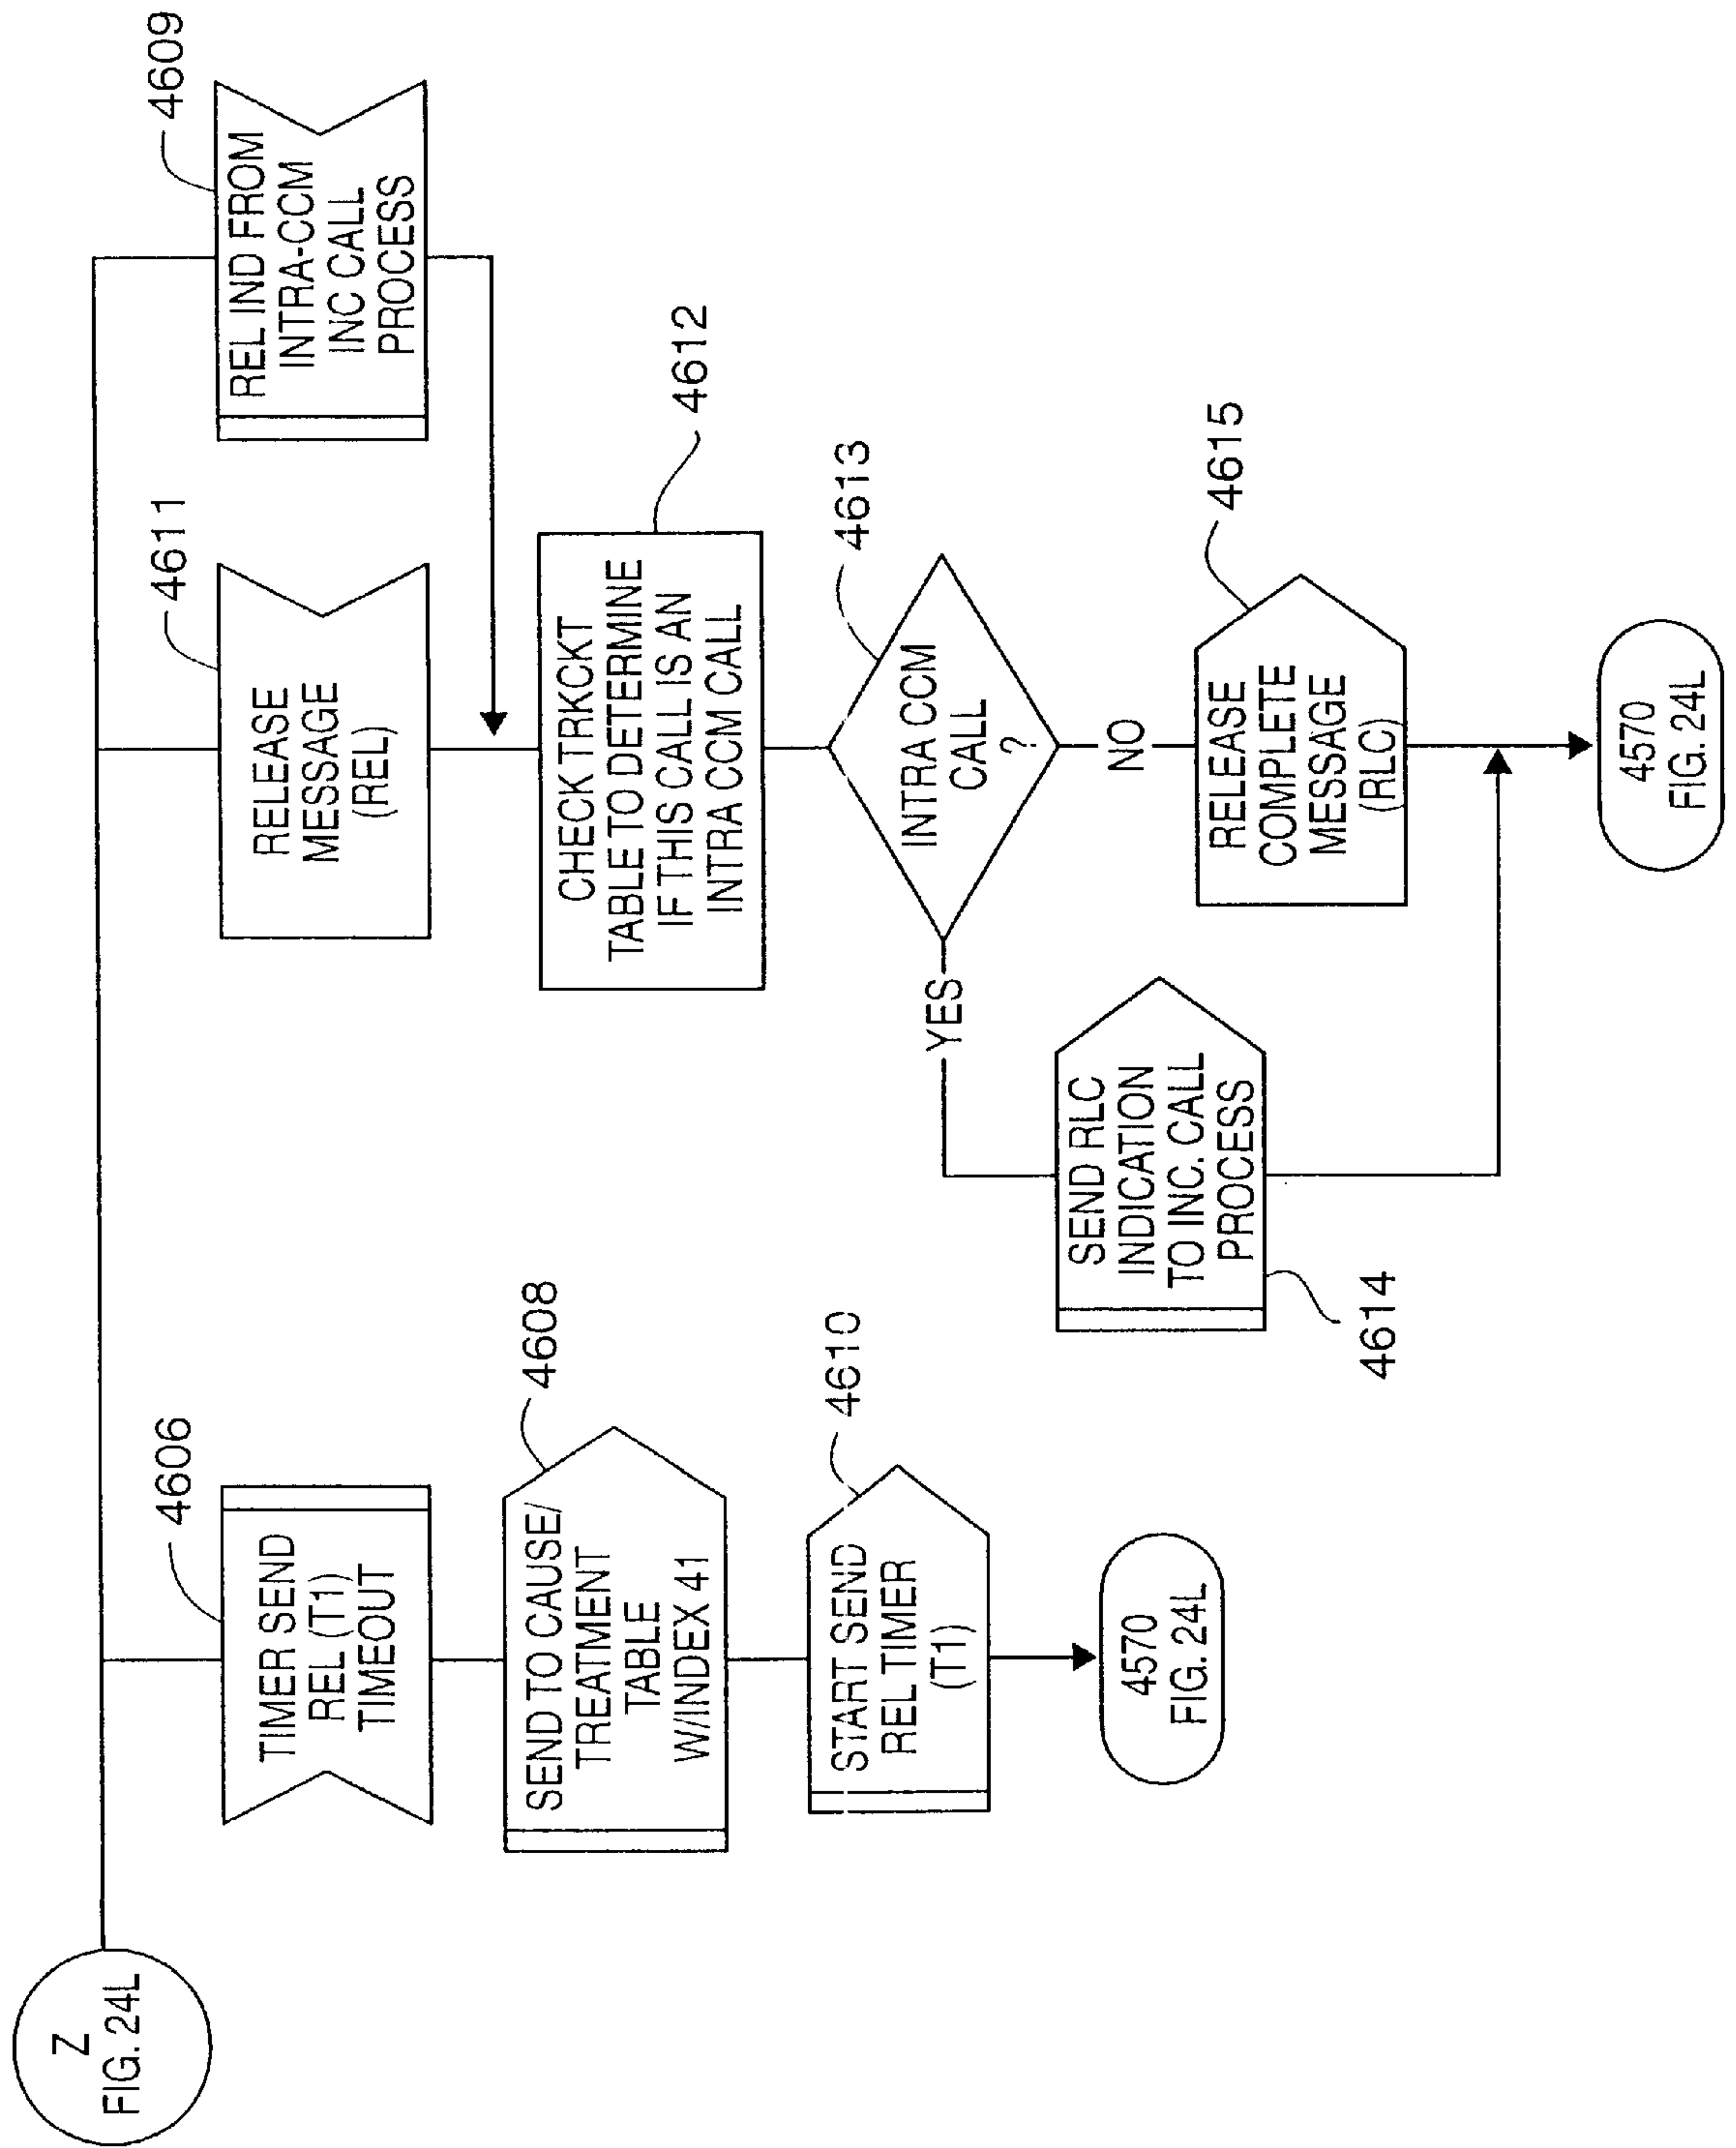 Z
FIG. 24L
4606
TIMER SEND
REL (T1)
TIMEOUT
4608
SEND TO CAUSE/
TREATMENT
TABLE
W/INDEX 41
4610
START SEND
REL TIMER
(T1)
4570
FIG. 24L
4611
RELEASE
MESSAGE
(REL)
4609
REL IND FROM
INTRA-CCM
INC CALL
PROCESS
4612
CHECK TRKCKT
TABLE TO DETERMINE
IF THIS CALL IS AN
INTRA CCM CALL
4613
INTRA CCM
CALL
?
YES
NO
SEND RLC
INDICATION
TO INC. CALL
PROCESS
4614
4615
RELEASE
COMPLETE
MESSAGE
(RLC)
4570
FIG. 24L